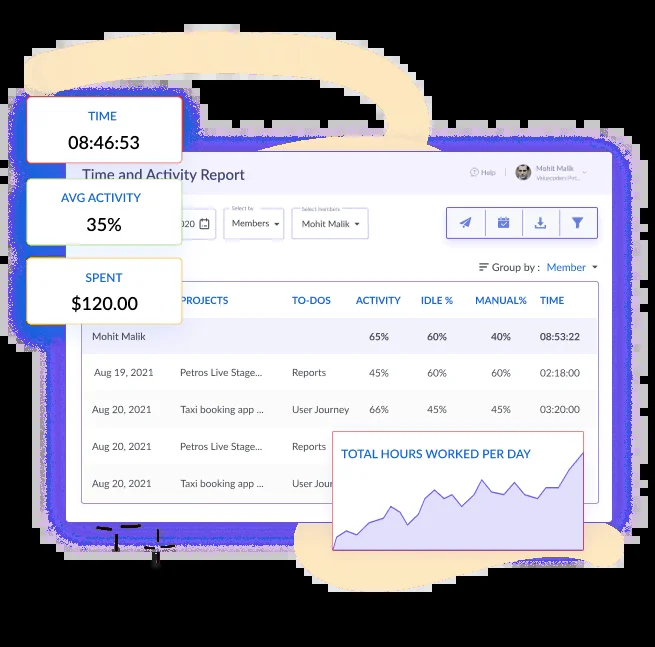 TIME
08:46:53
AVG ACTIVITY
35%
SPENT
$120.00
Time and Activity Report
Help
Mohit Malik
020
Select by
Members
Select members
Mohit Malik
Group by : Member
PROJECTS TO-DOS ACTIVITY IDLE % MANUAL% TIME
Mohit Malik 65% 60% 40% 08:53:22
Aug 19, 2021 Petros Live Stage... Reports 45% 60% 60% 02:18:00
Aug 20, 2021 Taxi booking app ... User Journey 66% 45% 45% 03:20:00
Aug 20, 2021 Petros Live Stage... Reports
Aug 20, 2021 Taxi booking app ... User Jour
TOTAL HOURS WORKED PER DAY